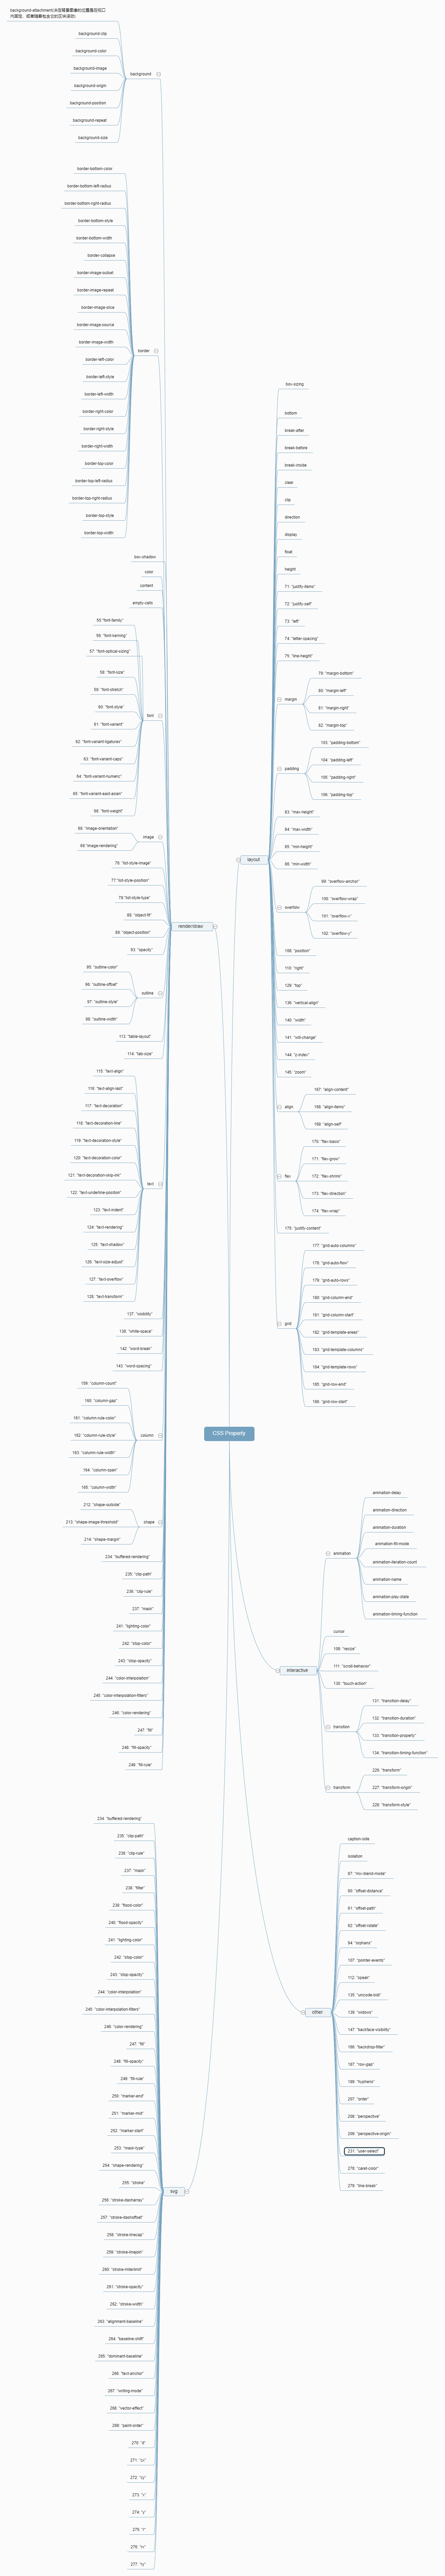 background-attachment(决定背景图像的位置是在视口
内固定，或者随着包含它的区块滚动)
background-clip
background-color
background-image
background-origin
background-position
background-repeat
background-size
background
border-bottom-color
border-bottom-left-radius
border-bottom-right-radius
border-bottom-style
border-bottom-width
border-collapse
border-image-outset
border-image-repeat
border-image-slice
border-image-source
border-image-width
border-left-color
border-left-style
border-left-width
border-right-color
border-right-style
border-right-width
border-top-color
border-top-left-radius
border-top-right-radius
border-top-style
border-top-width
border
box-shadow
color
content
empty-cells
55 "font-family"
56: "font-kerning"
57: "font-optical-sizing"
58: "font-size"
59: "font-stretch"
60: "font-style"
61: "font-variant"
62: "font-variant-ligatures"
63: "font-variant-caps"
64: "font-variant-numeric"
65: "font-variant-east-asian"
66: "font-weight"
font
68: "image-orientation"
69 "image-rendering"
image
76: "list-style-image"
77 "list-style-position"
78 "list-style-type"
88: "object-fit"
89: "object-position"
93: "opacity"
95: "outline-color"
96: "outline-offset"
97: "outline-style"
98: "outline-width"
outline
113: "table-layout"
114: "tab-size"
115: "text-align"
116: "text-align-last"
117: "text-decoration"
118: "text-decoration-line"
119: "text-decoration-style"
120: "text-decoration-color"
121: "text-decoration-skip-ink"
122: "text-underline-position"
123: "text-indent"
124: "text-rendering"
125: "text-shadow"
126: "text-size-adjust"
127: "text-overflow"
128: "text-transform"
text
137: "visibility"
138: "white-space"
142: "word-break"
143: "word-spacing"
159: "column-count"
160: "column-gap"
161: "column-rule-color"
162: "column-rule-style"
163: "column-rule-width"
164: "column-span"
165: "column-width"
column
212: "shape-outside"
213: "shape-image-threshold"
214: "shape-margin"
shape
234: "buffered-rendering"
235: "clip-path"
236: "clip-rule"
237: "mask"
241: "lighting-color"
242: "stop-color"
243: "stop-opacity"
244: "color-interpolation"
245: "color-interpolation-filters"
246: "color-rendering"
247: "fill"
248: "fill-opacity"
249: "fill-rule"
render/draw
234: "buffered-rendering"
235: "clip-path"
236: "clip-rule"
237: "mask"
238: "filter"
239: "flood-color"
240: "flood-opacity"
241: "lighting-color"
242: "stop-color"
243: "stop-opacity"
244: "color-interpolation"
245: "color-interpolation-filters"
246: "color-rendering"
247: "fill"
248: "fill-opacity"
249: "fill-rule"
250: "marker-end"
251: "marker-mid"
252: "marker-start"
253: "mask-type"
254: "shape-rendering"
255: "stroke"
256: "stroke-dasharray"
257: "stroke-dashoffset"
258: "stroke-linecap"
259: "stroke-linejoin"
260: "stroke-miterlimit"
261: "stroke-opacity"
262: "stroke-width"
263: "alignment-baseline"
264: "baseline-shift"
265: "dominant-baseline"
266: "text-anchor"
267: "writing-mode"
268: "vector-effect"
269: "paint-order"
270: "d"
271: "cx"
272: "cy"
273: "x"
274: "y"
275: "r"
276: "rx"
277: "ry"
svg
CSS Property
layout
box-sizing
bottom
break-after
break-before
break-inside
clear
clip
direction
display
float
height
71: "justify-items"
72: "justify-self"
73: "left"
74: "letter-spacing"
75: "line-height"
margin
79: "margin-bottom"
80: "margin-left"
81: "margin-right"
82: "margin-top"
padding
103: "padding-bottom"
104: "padding-left"
105: "padding-right"
106: "padding-top"
83: "max-height"
84: "max-width"
85: "min-height"
86: "min-width"
overflow
99: "overflow-anchor"
100: "overflow-wrap"
101: "overflow-x"
102: "overflow-y"
108: "position"
110: "right"
129: "top"
136: "vertical-align"
140: "width"
141: "will-change"
144: "z-index"
145: "zoom"
align
167: "align-content"
168: "align-items"
169: "align-self"
flex
170: "flex-basis"
171: "flex-grow"
172: "flex-shrink"
173: "flex-direction"
174: "flex-wrap"
175: "justify-content"
grid
177: "grid-auto-columns"
178: "grid-auto-flow"
179: "grid-auto-rows"
180: "grid-column-end"
181: "grid-column-start"
182: "grid-template-areas"
183: "grid-template-columns"
184: "grid-template-rows"
185: "grid-row-end"
186: "grid-row-start"
interactive
animation
animation-delay
animation-direction
animation-duration
animation-fill-mode
animation-iteration-count
animation-name
animation-play-state
animation-timing-function
cursor
109: "resize"
111: "scroll-behavior"
130: "touch-action"
transition
131: "transition-delay"
132: "transition-duration"
133: "transition-property"
134: "transition-timing-function"
transform
226: "transform"
227: "transform-origin"
228: "transform-style"
other
caption-side
isolation
87: "mix-blend-mode"
90: "offset-distance"
91: "offset-path"
92: "offset-rotate"
94: "orphans"
107: "pointer-events"
112: "speak"
135: "unicode-bidi"
139: "widows"
147: "backface-visibility"
166: "backdrop-filter"
187: "row-gap"
189: "hyphens"
207: "order"
208: "perspective"
209: "perspective-origin"
231: "user-select"
278: "caret-color"
279: "line-break"